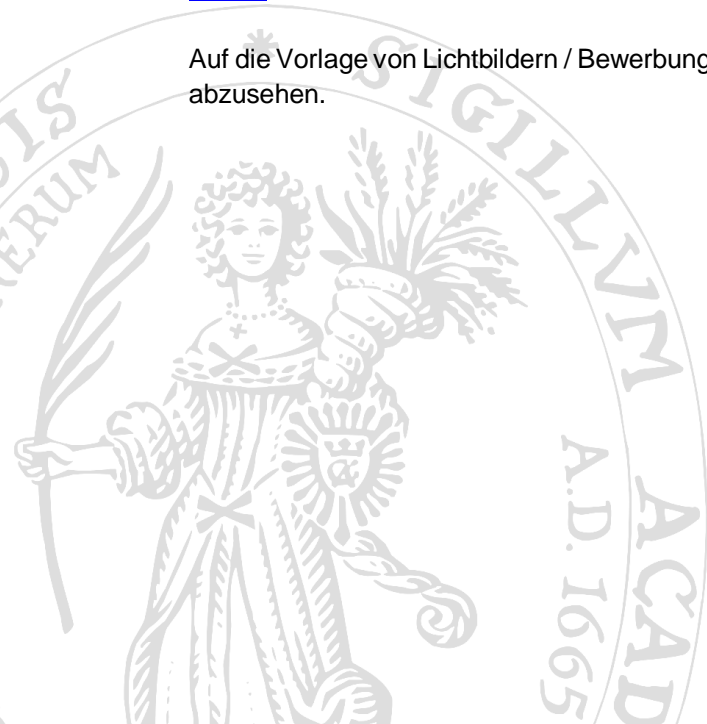 Auf die Vorlage von Lichtbildern / Bewerbung
abzusehen.
SIGILLVM ACAD
A.D. 1665